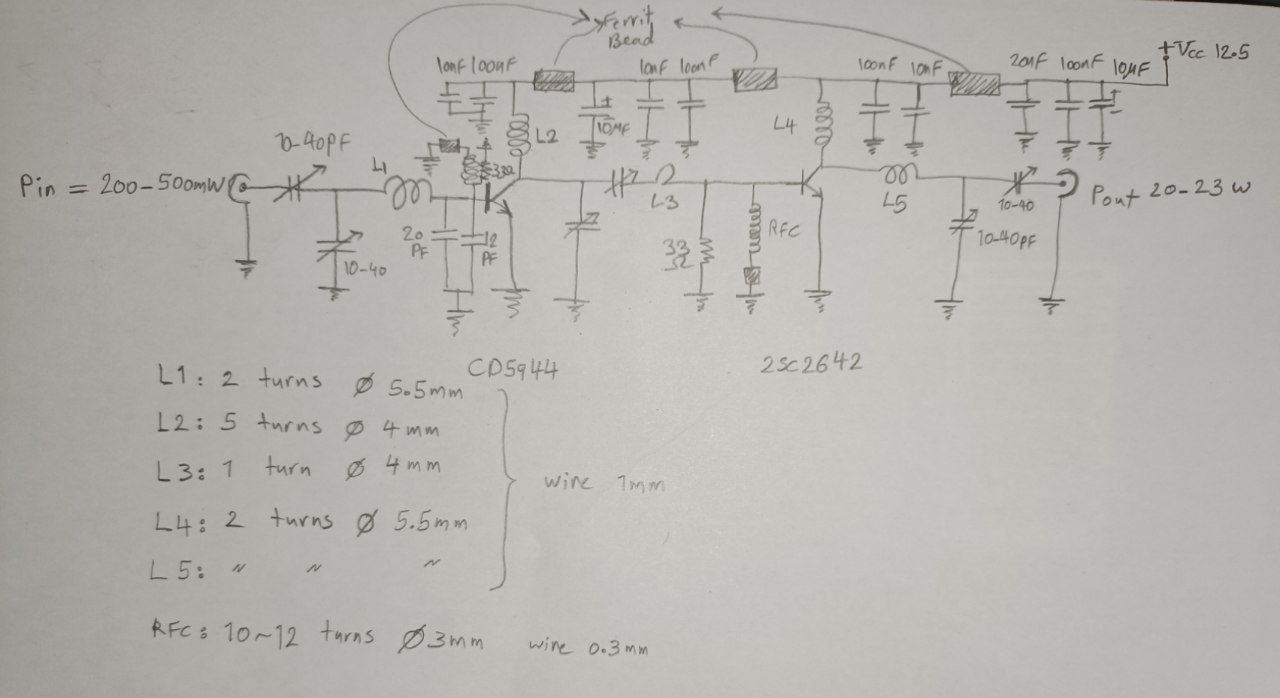 Ferrit
Bead
+Vcc 12.5
10nF 100nF
10nF 100nF
100nF 10nF
100nF 10µF
10µF
L2
L4
10-40PF
L1
33Ω
Pin = 200-500mW
L3
L5
10-40
Pout 20-23 W
20
PF
12
PF
10-40
33
Ω
RFC
10-40PF
CD5944
2SC2642
L1: 2 turns Ø 5.5mm
L2: 5 turns Ø 4mm
L3: 1 turn Ø 4mm
wire 1mm
L4: 2 turns Ø 5.5mm
L5: " " "
RFC: 10~12 turns Ø3mm wire 0.3mm